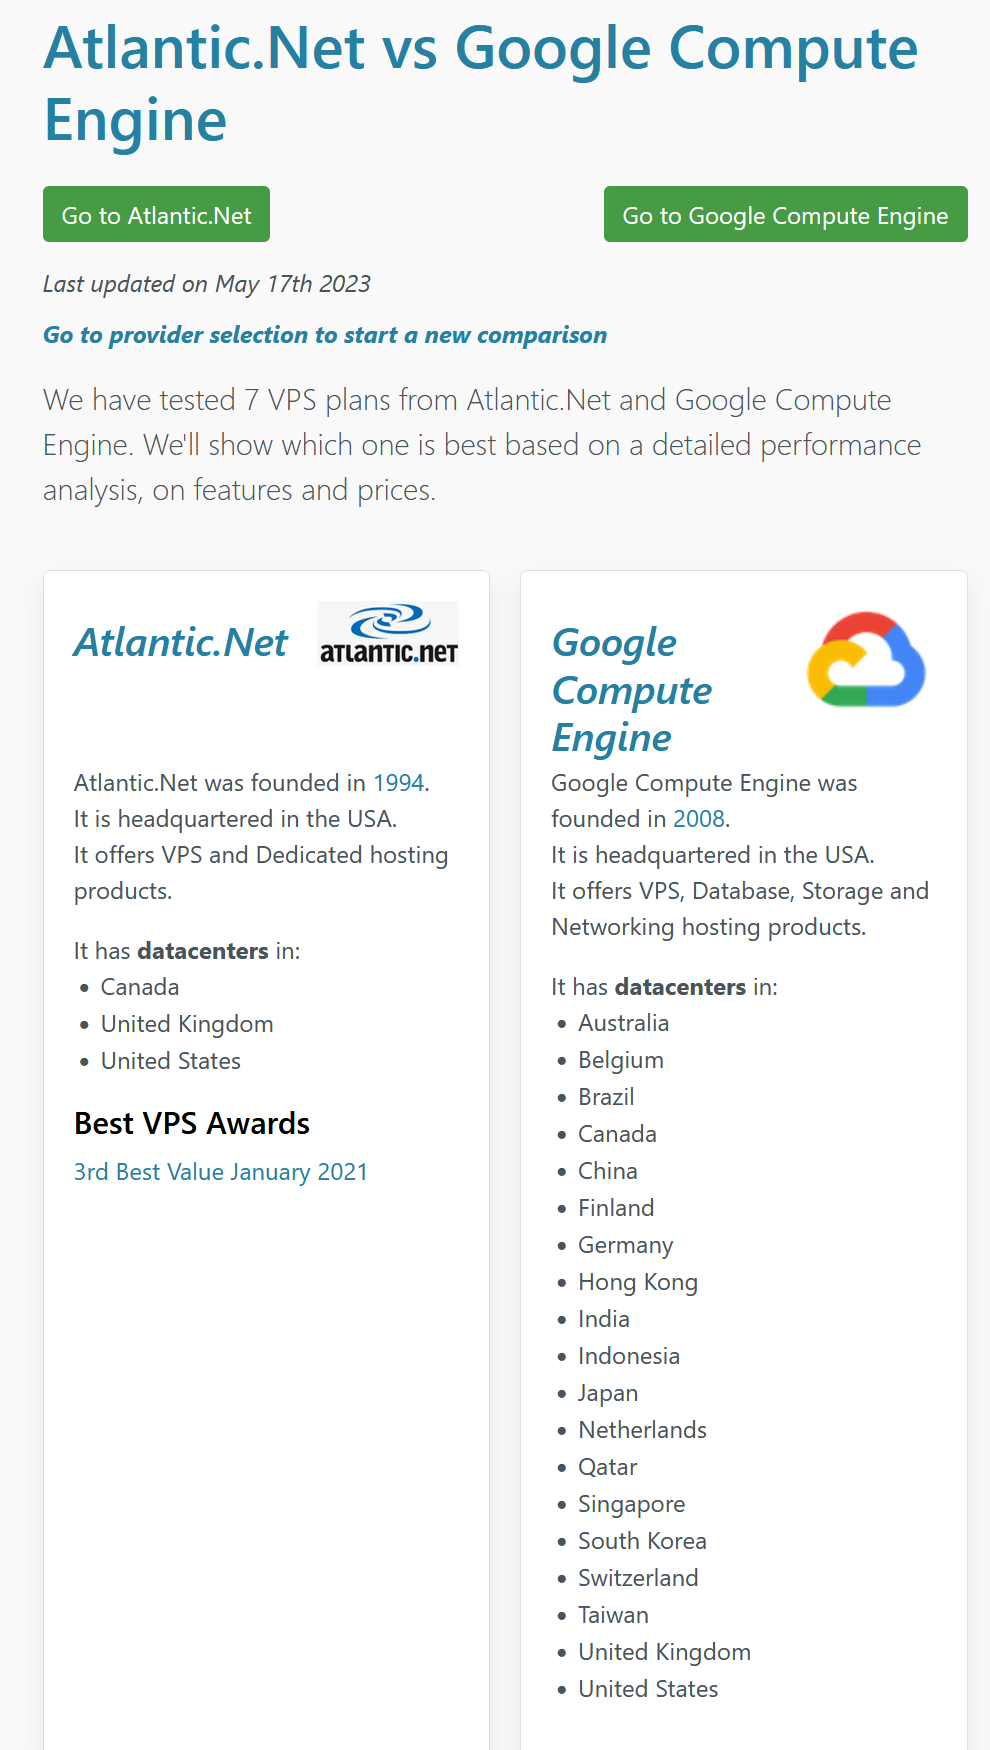 Atlantic.Net vs Google Compute
Engine
Go to Atlantic.Net
Go to Google Compute Engine
Last updated on May 17th 2023
Go to provider selection to start a new comparison
We have tested 7 VPS plans from Atlantic.Net and Google Compute
Engine. We'll show which one is best based on a detailed performance
analysis, on features and prices.
Atlantic.Net
atlantic.net
Atlantic.Net was founded in 1994.
It is headquartered in the USA.
It offers VPS and Dedicated hosting
products.
It has datacenters in:
• Canada
• United Kingdom
• United States
Best VPS Awards
3rd Best Value January 2021
Google
Compute
Engine
Google Compute Engine was
founded in 2008.
It is headquartered in the USA.
It offers VPS, Database, Storage and
Networking hosting products.
It has datacenters in:
• Australia
• Belgium
• Brazil
• Canada
• China
• Finland
• Germany
• Hong Kong
• India
• Indonesia
• Japan
• Netherlands
• Qatar
• Singapore
• South Korea
• Switzerland
• Taiwan
• United Kingdom
• United States